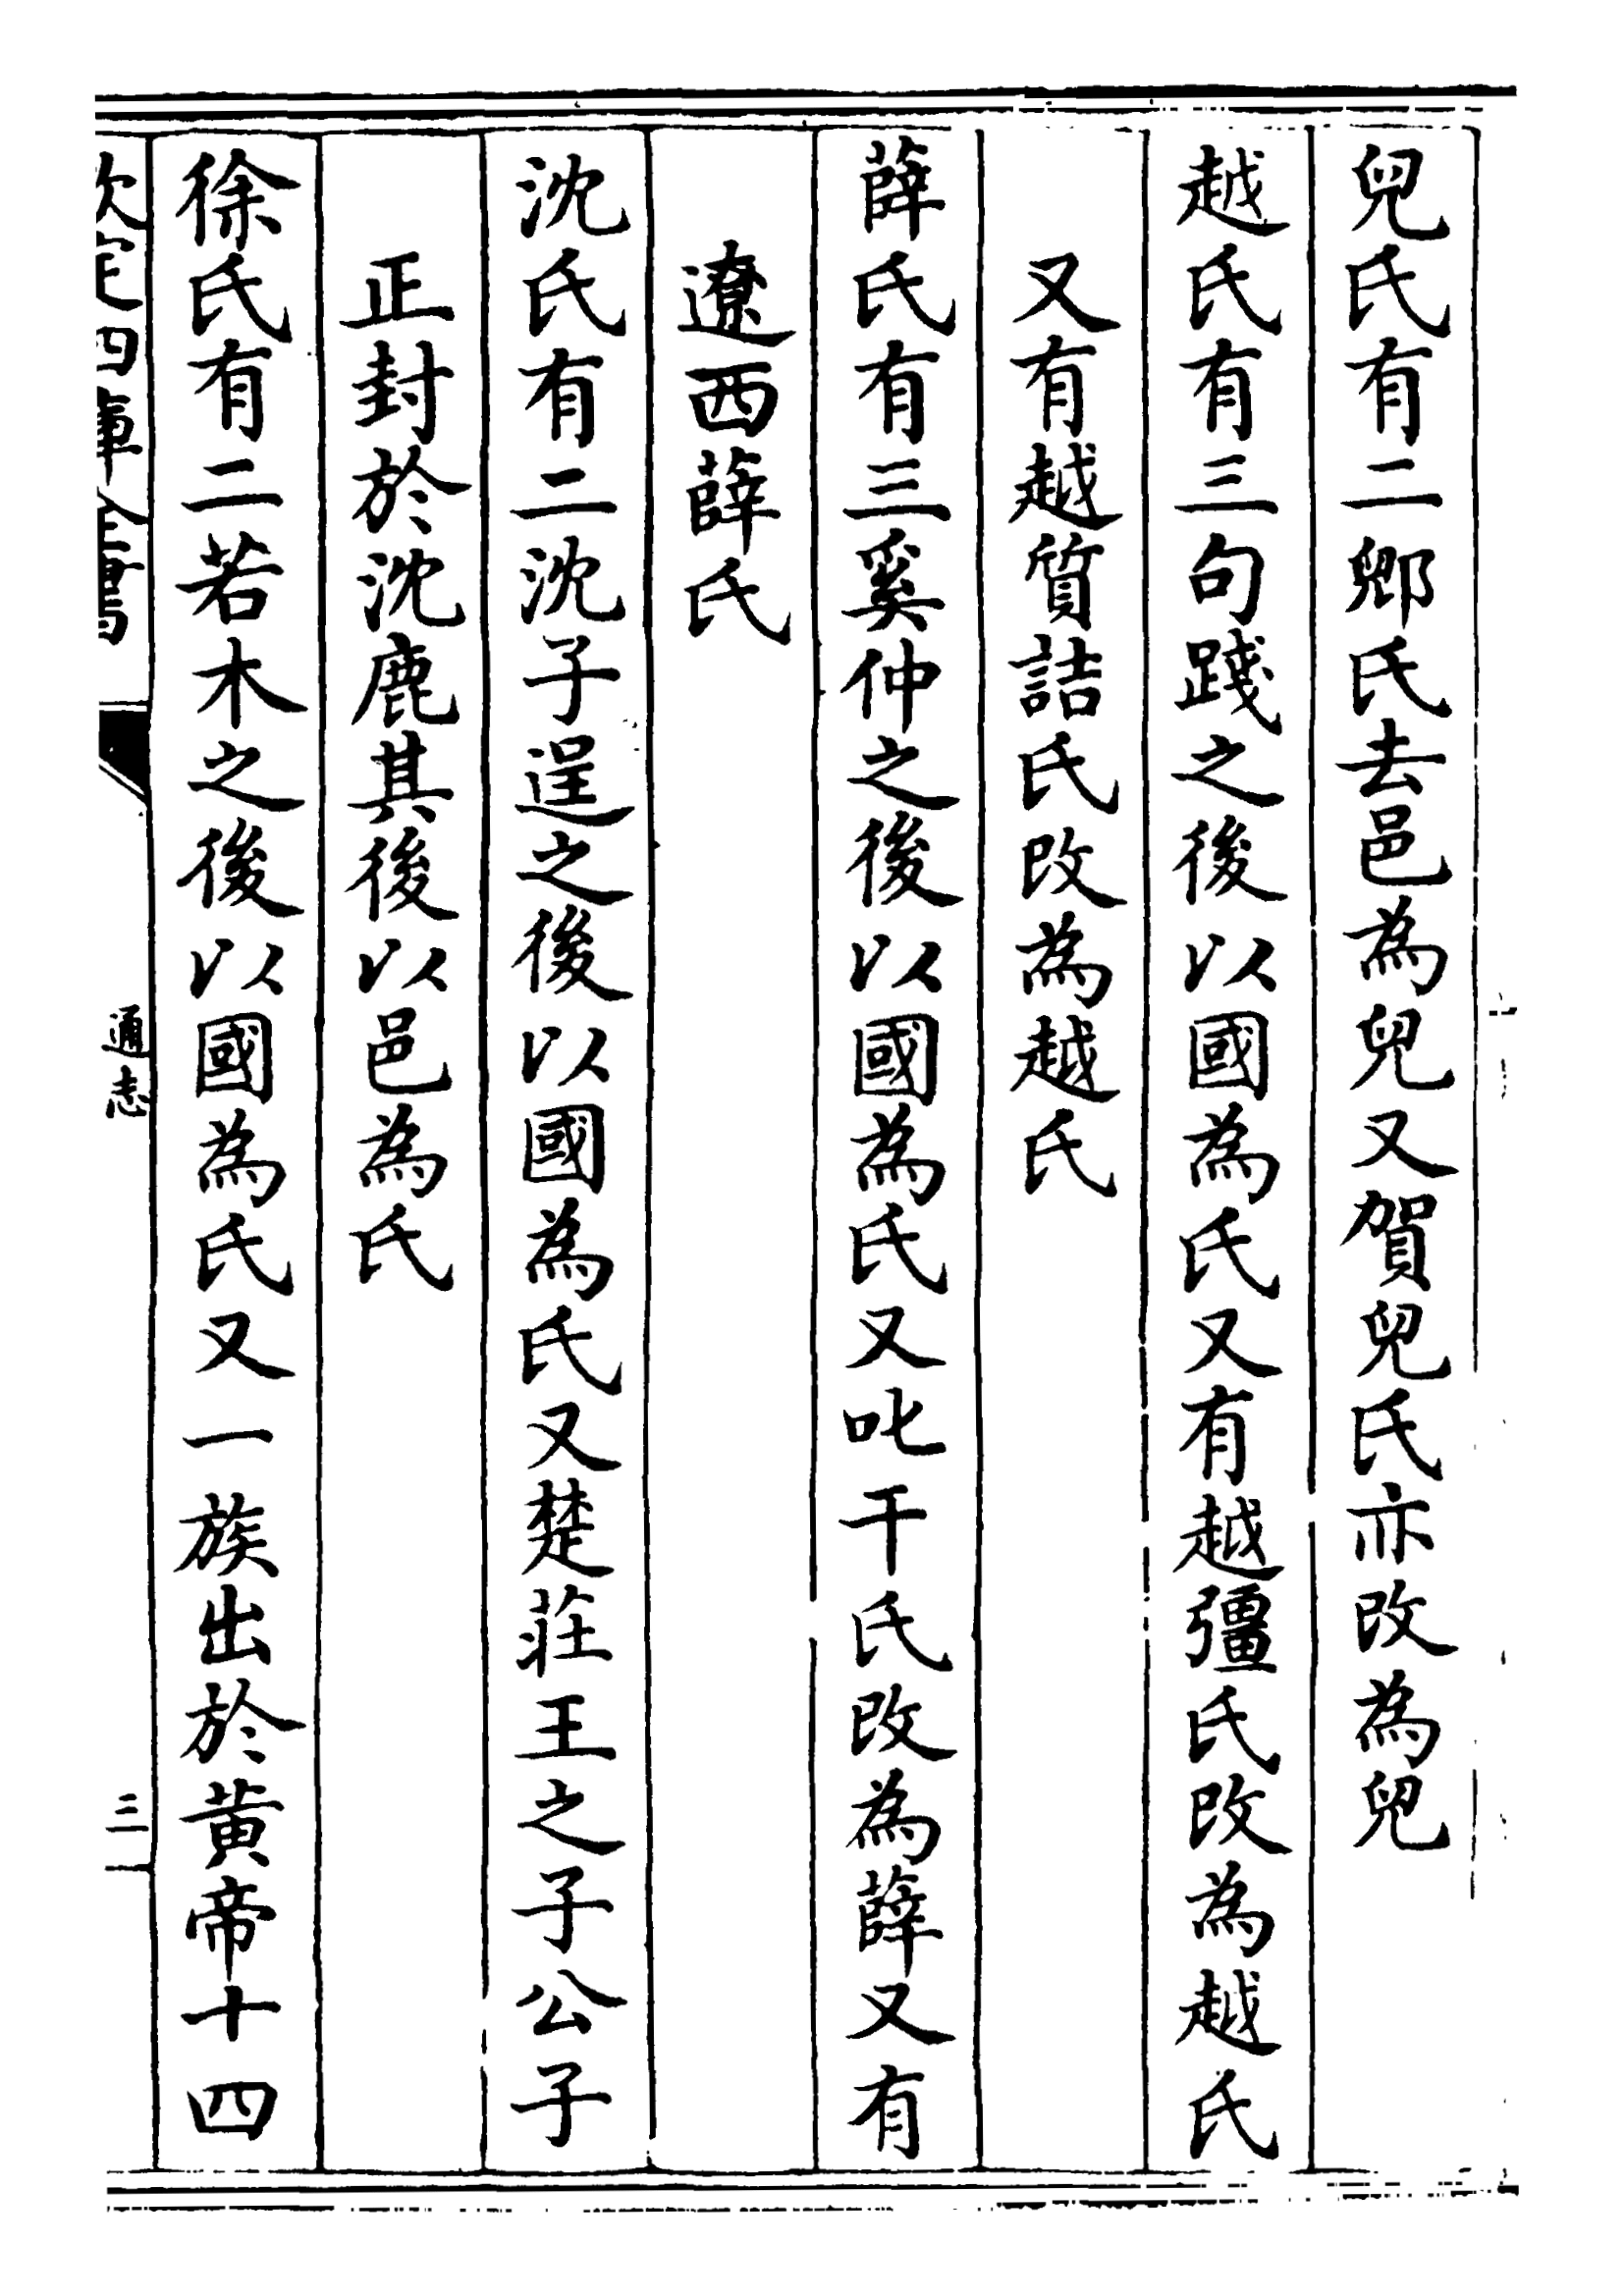 兒氏有二郳氏去邑為兒又賀兒氏亦改為兒
越氏有三句踐之後以國為氏又有越彊氏改為越氏
又有越質詰氏改為越氏
薛氏有三奚仲之後以國為氏又叱干氏改為薛又有
遼西薛氏
沈氏有二沈子逞之後以國為氏又楚莊王之子公子
正封於沈鹿其後以邑為氏
徐氏有二若木之後以國為氏又一族出於黄帝十四
欽定四庫全書
通志
三